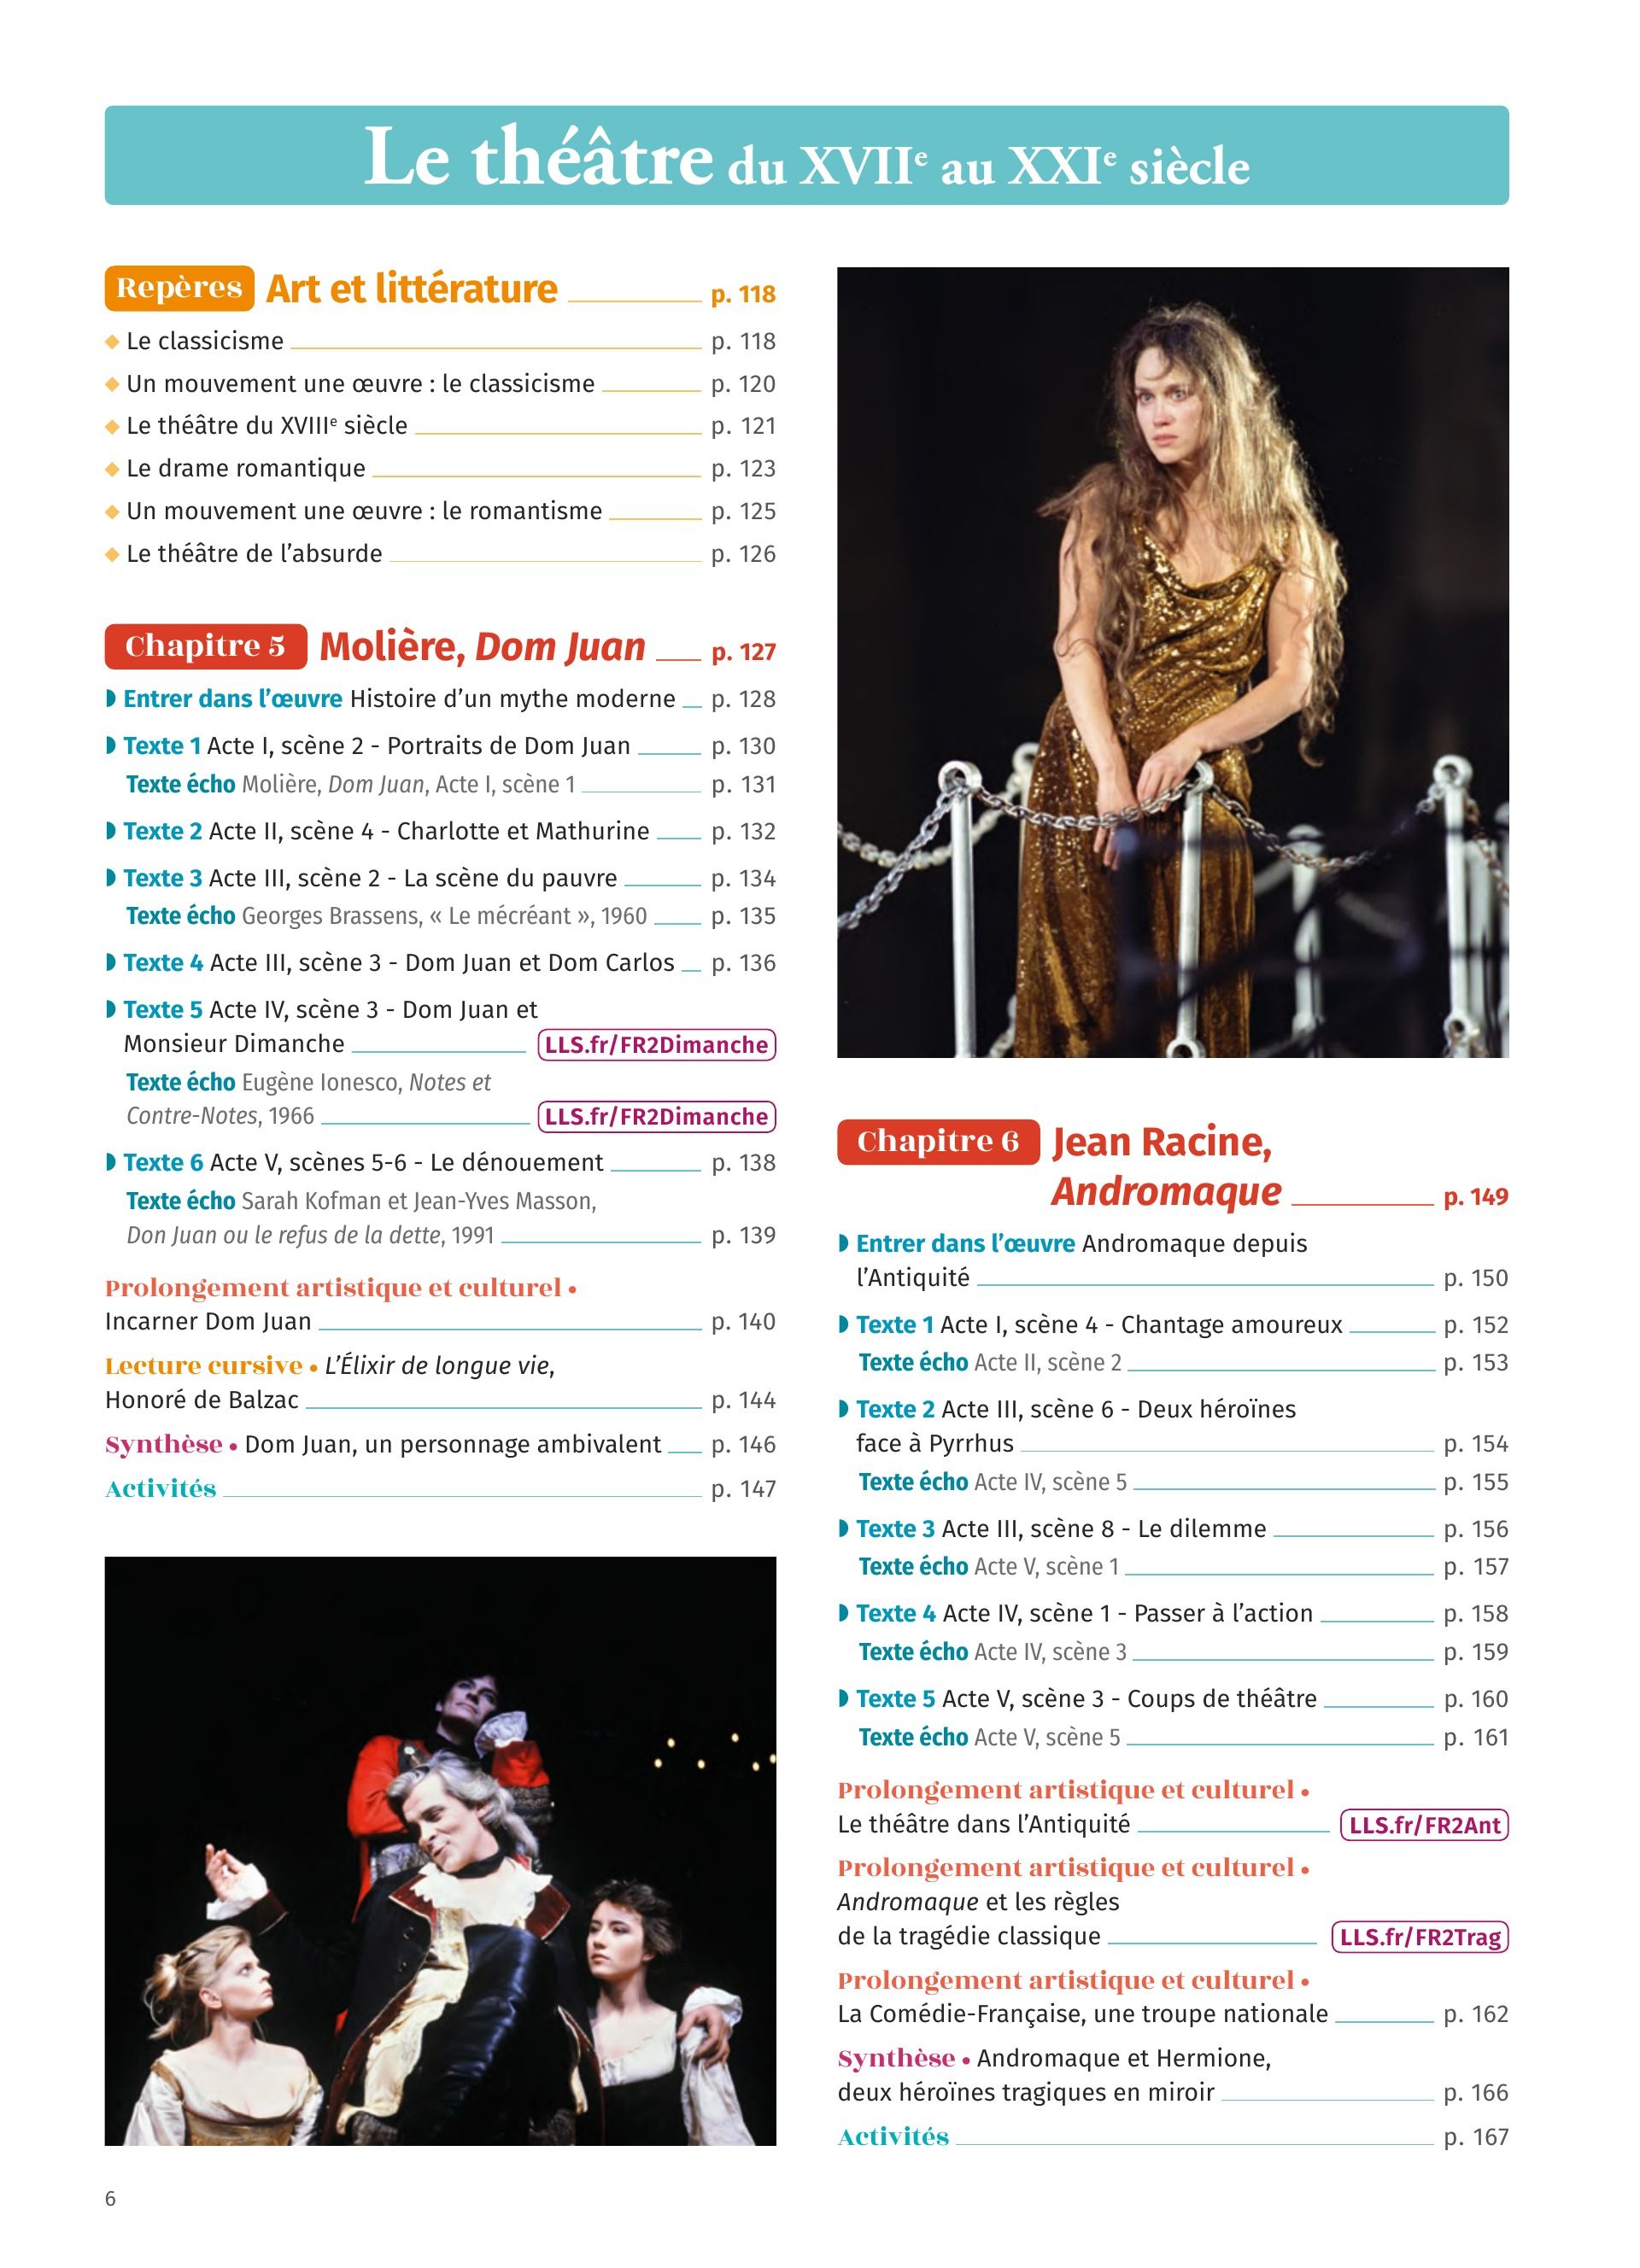 Le théâtre du XVIIe au XXIe siècle
Repères Art et littérature p. 118
◆ Le classicisme p. 118
◆ Un mouvement une œuvre : le classicisme p. 120
◆ Le théâtre du XVIIIe siècle p. 121
◆ Le drame romantique p. 123
◆ Un mouvement une œuvre : le romantisme p. 125
◆ Le théâtre de l’absurde p. 126
Chapitre 5 Molière, Dom Juan p. 127
Entrer dans l’œuvre Histoire d’un mythe moderne p. 128
Texte 1 Acte I, scène 2 - Portraits de Dom Juan p. 130
Texte écho Molière, Dom Juan, Acte I, scène 1 p. 131
Texte 2 Acte II, scène 4 - Charlotte et Mathurine p. 132
Texte 3 Acte III, scène 2 - La scène du pauvre p. 134
Texte écho Georges Brassens, « Le mécréant », 1960 p. 135
Texte 4 Acte III, scène 3 - Dom Juan et Dom Carlos p. 136
Texte 5 Acte IV, scène 3 - Dom Juan et
Monsieur Dimanche LLS.fr/FR2Dimanche
Texte écho Eugène Ionesco, Notes et
Contre-Notes, 1966 LLS.fr/FR2Dimanche
Texte 6 Acte V, scènes 5-6 - Le dénouement p. 138
Texte écho Sarah Kofman et Jean-Yves Masson,
Don Juan ou le refus de la dette, 1991 p. 139
Prolongement artistique et culturel •
Incarner Dom Juan p. 140
Lecture cursive • L’Élixir de longue vie,
Honoré de Balzac p. 144
Synthèse • Dom Juan, un personnage ambivalent p. 146
Activités p. 147
Chapitre 6 Jean Racine,
Andromaque p. 149
Entrer dans l’œuvre Andromaque depuis
l’Antiquité p. 150
Texte 1 Acte I, scène 4 - Chantage amoureux p. 152
Texte écho Acte II, scène 2 p. 153
Texte 2 Acte III, scène 6 - Deux héroïnes
face à Pyrrhus p. 154
Texte écho Acte IV, scène 5 p. 155
Texte 3 Acte III, scène 8 - Le dilemme p. 156
Texte écho Acte V, scène 1 p. 157
Texte 4 Acte IV, scène 1 - Passer à l’action p. 158
Texte écho Acte IV, scène 3 p. 159
Texte 5 Acte V, scène 3 - Coups de théâtre p. 160
Texte écho Acte V, scène 5 p. 161
Prolongement artistique et culturel •
Le théâtre dans l’Antiquité LLS.fr/FR2Ant
Prolongement artistique et culturel •
Andromaque et les règles
de la tragédie classique LLS.fr/FR2Trag
Prolongement artistique et culturel •
La Comédie-Française, une troupe nationale p. 162
Synthèse • Andromaque et Hermione,
deux héroïnes tragiques en miroir p. 166
Activités p. 167
6